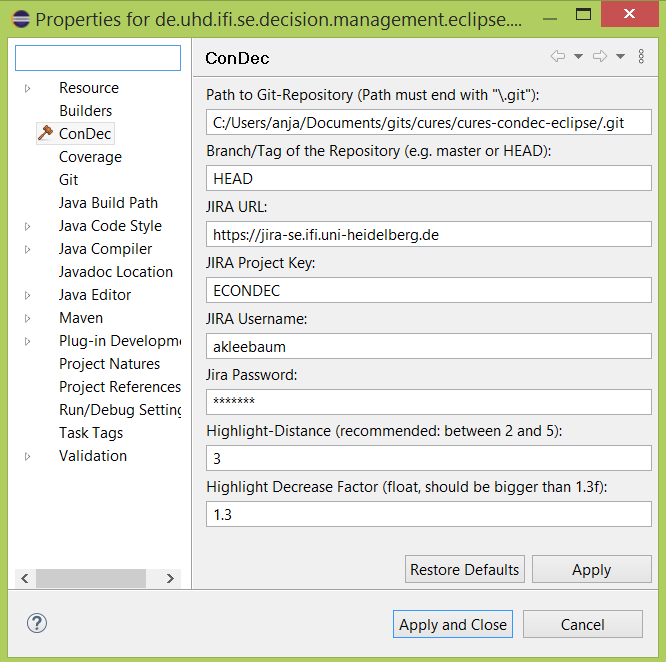 Properties for de.uhd.ifi.se.decision.management.eclipse....
Resource
Builders
ConDec
Coverage
Git
Java Build Path
Java Code Style
Java Compiler
Javadoc Location
Java Editor
Maven
Plug-in Developm
Project Natures
Project References
Run/Debug Setting
Task Tags
Validation
ConDec
Path to Git-Repository (Path must end with "\.git"):
C:/Users/anja/Documents/gits/cures/cures-condec-eclipse/.git
Branch/Tag of the Repository (e.g. master or HEAD):
HEAD
JIRA URL:
https://jira-se.ifi.uni-heidelberg.de
JIRA Project Key:
ECONDEC
JIRA Username:
akleebaum
Jira Password:
*******
Highlight-Distance (recommended: between 2 and 5):
3
Highlight Decrease Factor (float, should be bigger than 1.3f):
1.3
Restore Defaults
Apply
?
Apply and Close
Cancel